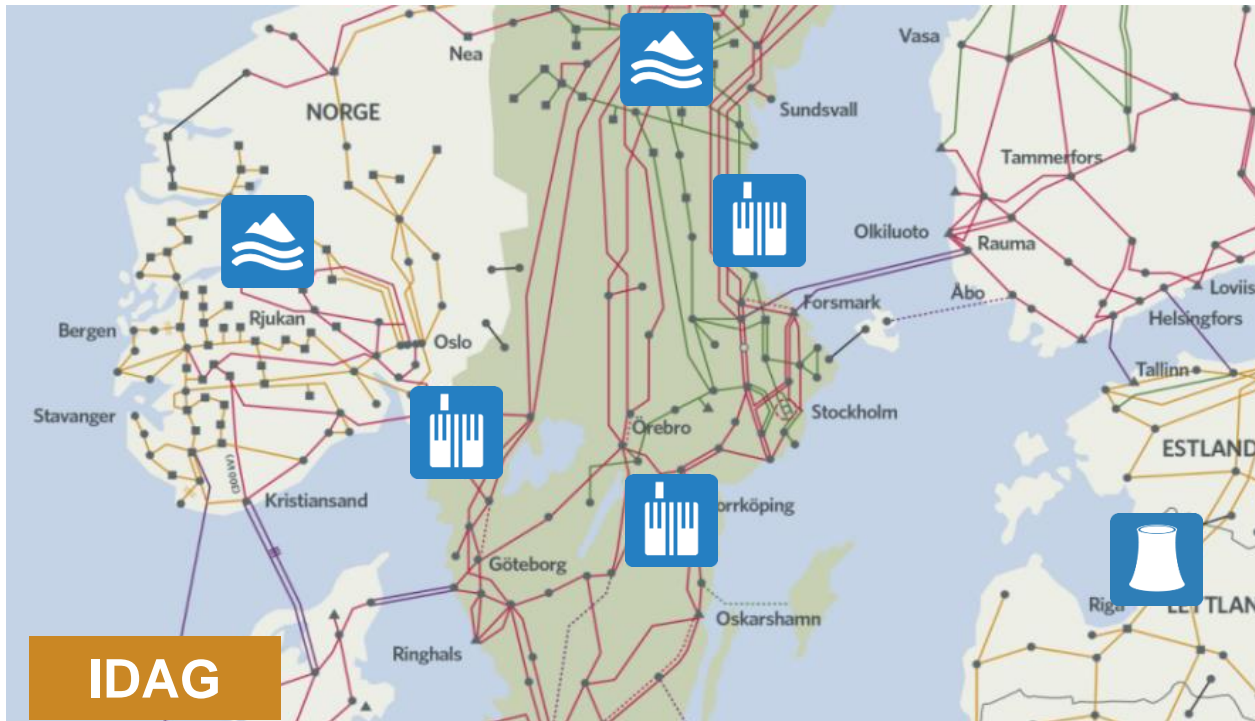 Vasa
Nea
Sundsvall
NORGE
Tammerfors
Olkiluoto
Rauma
Åbo
Loviis
Forsmark
Helsingfors
Bergen
Rjukan
Oslo
Tallinn
Stavanger
Stockholm
Örebro
ESTLAND
Kristiansand
orrköping
Göteborg
Riga
LETTLAN
Oskarshamn
Ringhals
IDAG